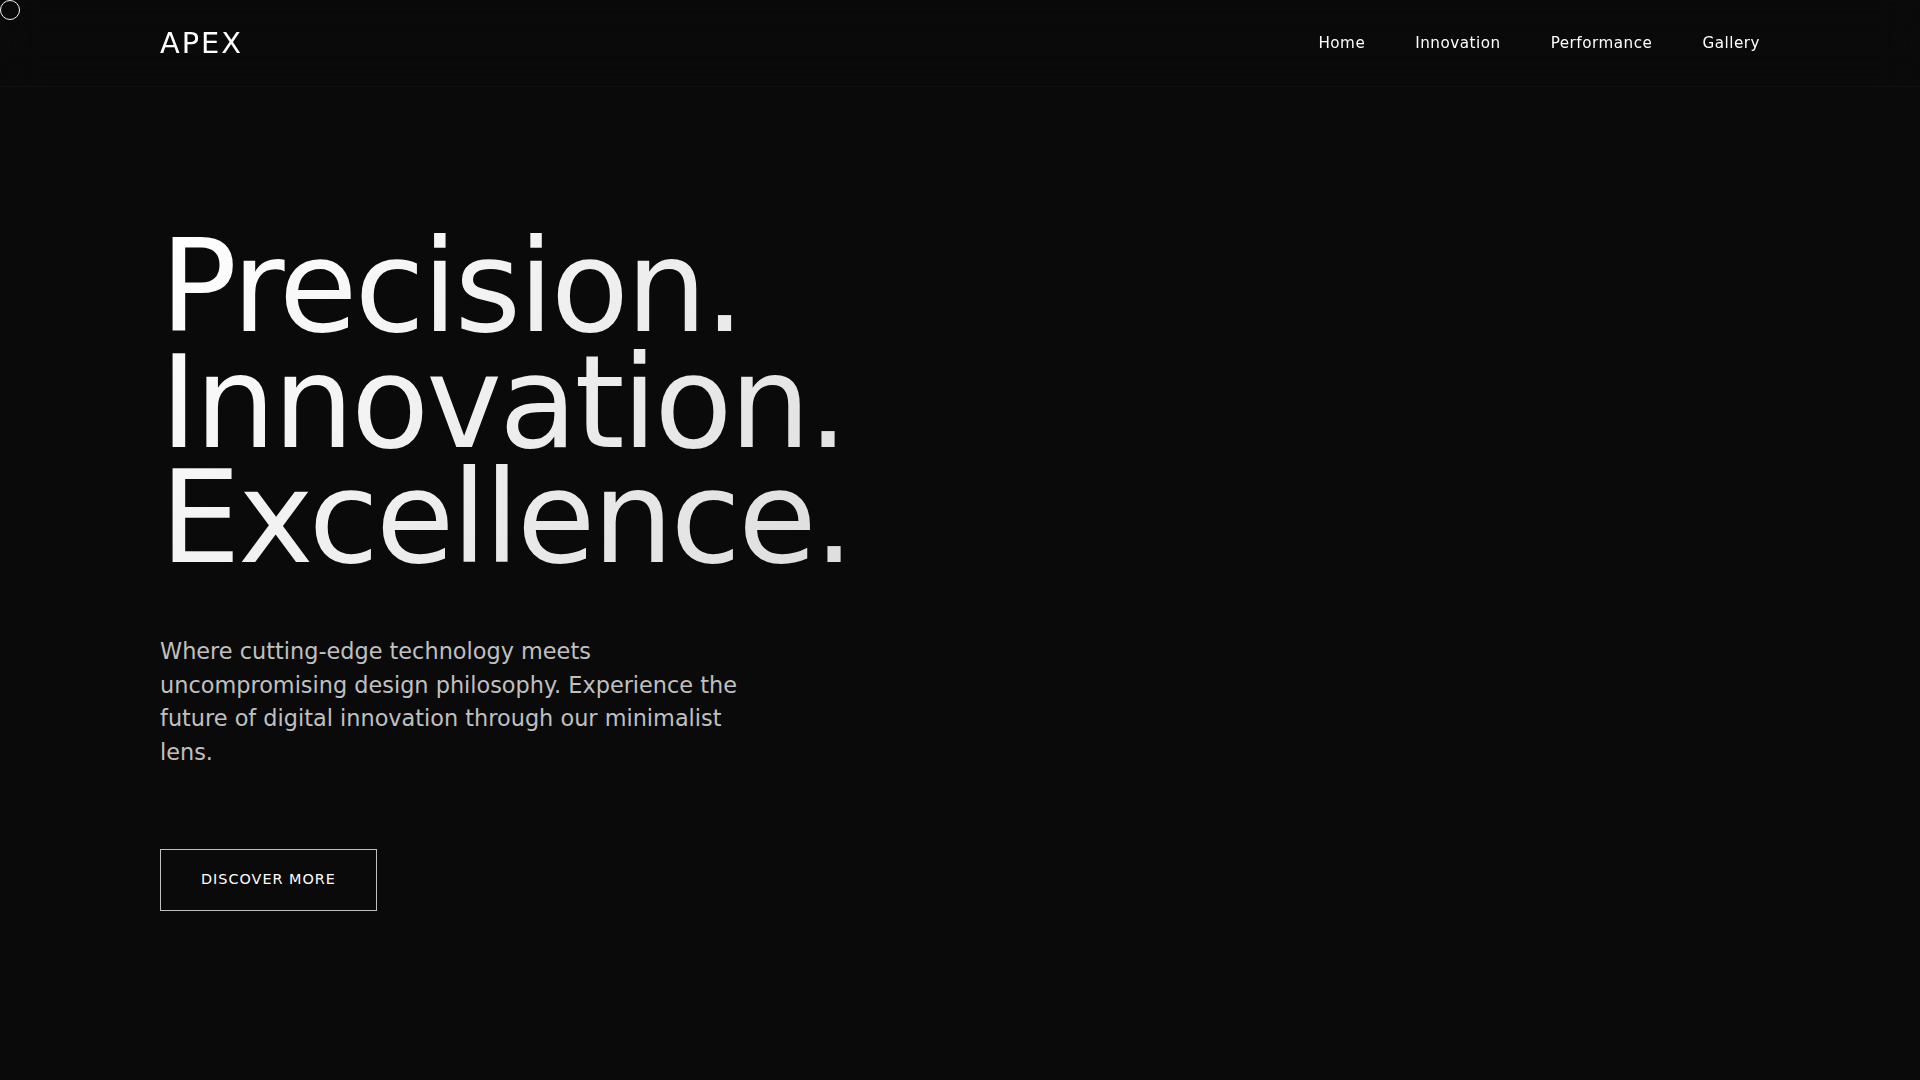 APEX
Home
Innovation
Performance
Gallery
Precision.
Innovation.
Excellence.
Where cutting-edge technology meets
uncompromising design philosophy. Experience the
future of digital innovation through our minimalist
lens.
DISCOVER MORE